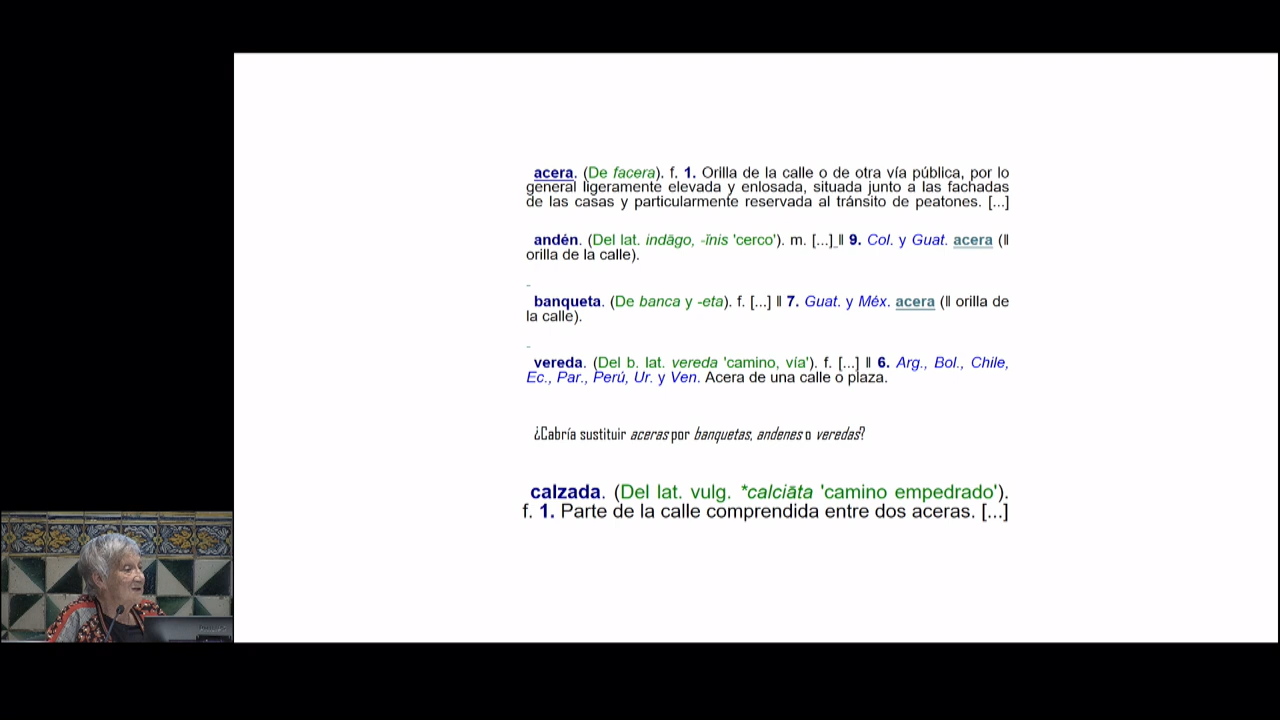 acera. (De facera). f. 1. Orilla de la calle o de otra vía pública, por lo
general ligeramente elevada y enlosada, situada junto a las fachadas
de las casas y particularmente reservada al tránsito de peatones. [...]
andén. (Del lat. indāgo, -ĭnis 'cerco'). m. [...] ‖ 9. Col. y Guat. acera (‖
orilla de la calle).
-
banqueta. (De banca y -eta). f. [...] ‖ 7. Guat. y Méx. acera (‖ orilla de
la calle).
-
vereda. (Del b. lat. vereda 'camino, vía'). f. [...] ‖ 6. Arg., Bol., Chile,
Ec., Par., Perú, Ur. y Ven. Acera de una calle o plaza.
¿Cabría sustituir aceras por banquetas, andenes o veredas?
calzada. (Del lat. vulg. *calciāta 'camino empedrado').
f. 1. Parte de la calle comprendida entre dos aceras. [...]